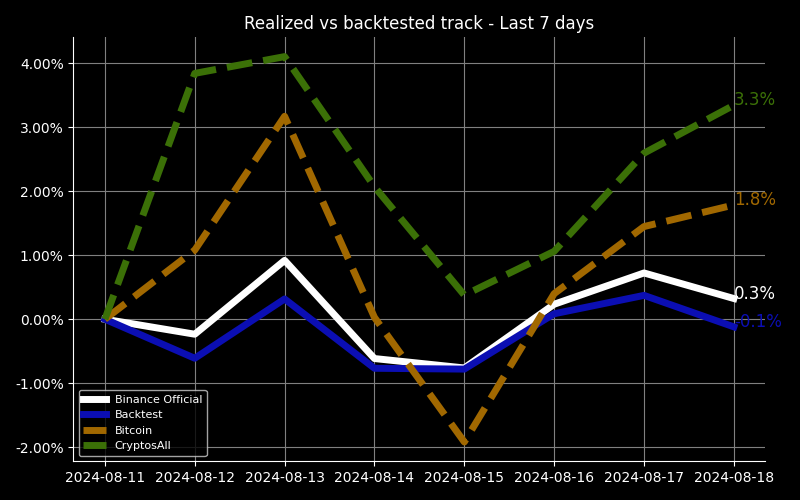 Realized vs backtested track - Last 7 days
4.00%
3.00%
2.00%
1.00%
0.00%
-1.00%
-2.00%
3.3%
1.8%
0.3%
-0.1%
Binance Official
Backtest
Bitcoin
CryptosAll
2024-08-11 2024-08-12 2024-08-13 2024-08-14 2024-08-15 2024-08-16 2024-08-17 2024-08-18